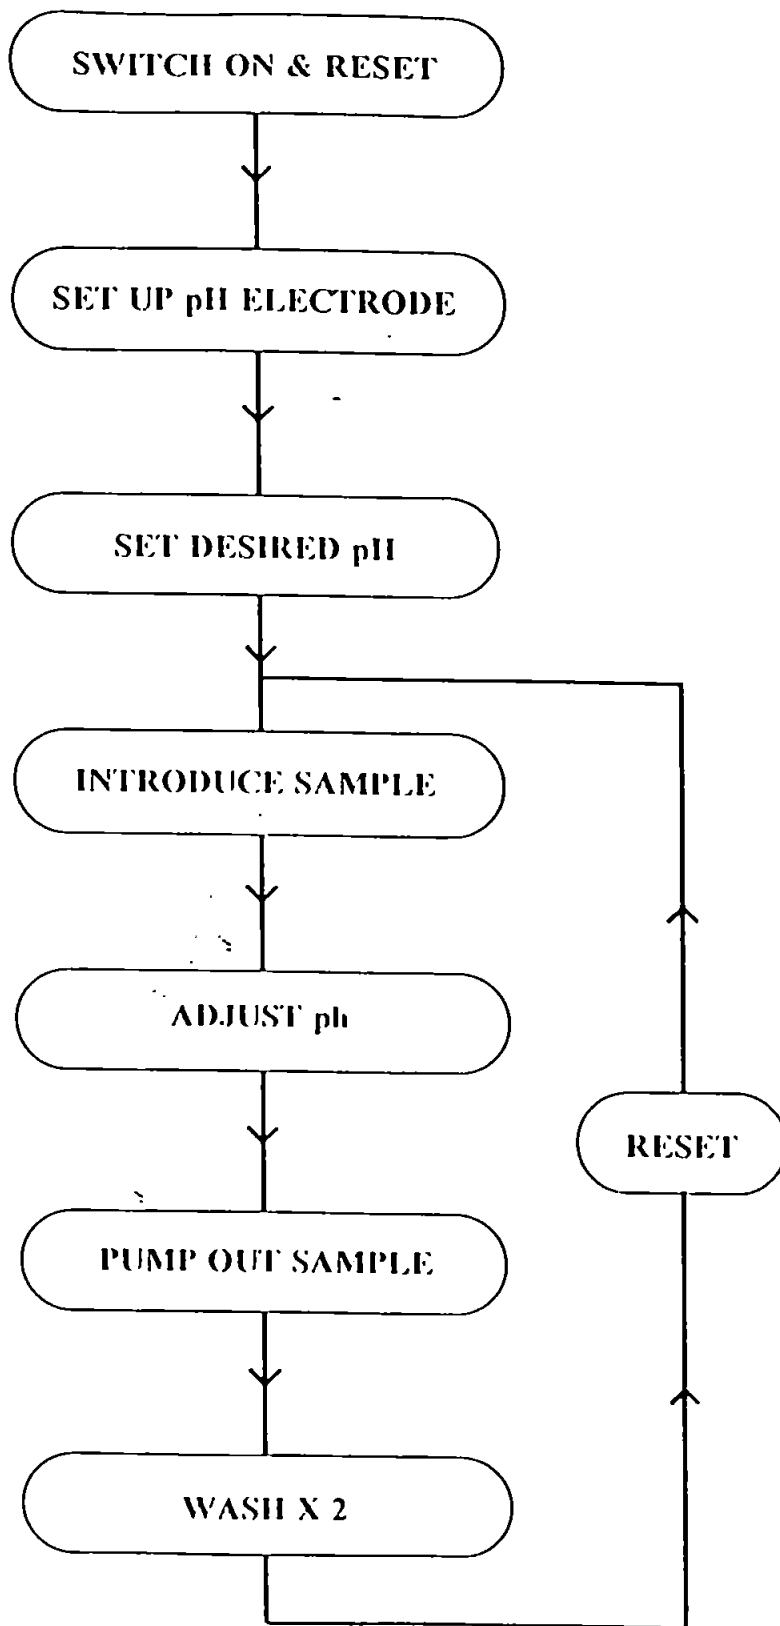 SWITCH ON & RESET
SET UP pH ELECTRODE
SET DESIRED pH
INTRODUCE SAMPLE
ADJUST ph
RESET
PUMP OUT SAMPLE
WASH X 2